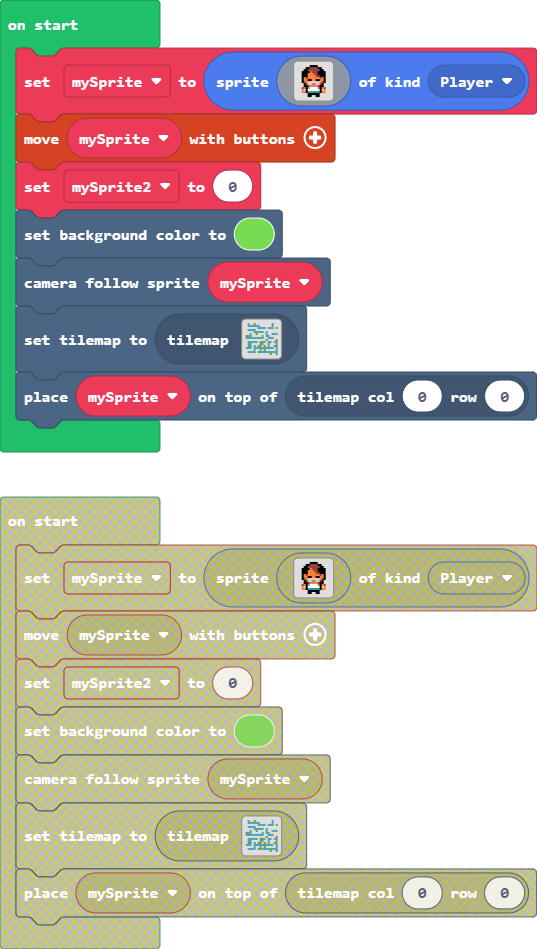 on start
set mySprite to sprite of kind Player
move mySprite with buttons
set mySprite2 to 0
set background color to
camera follow sprite mySprite
set tilemap to tilemap
place mySprite on top of tilemap col 0 row 0
on start
set mySprite to sprite of kind Player
move mySprite with buttons
set mySprite2 to 0
set background color to
camera follow sprite mySprite
set tilemap to tilemap
place mySprite on top of tilemap col 0 row 0